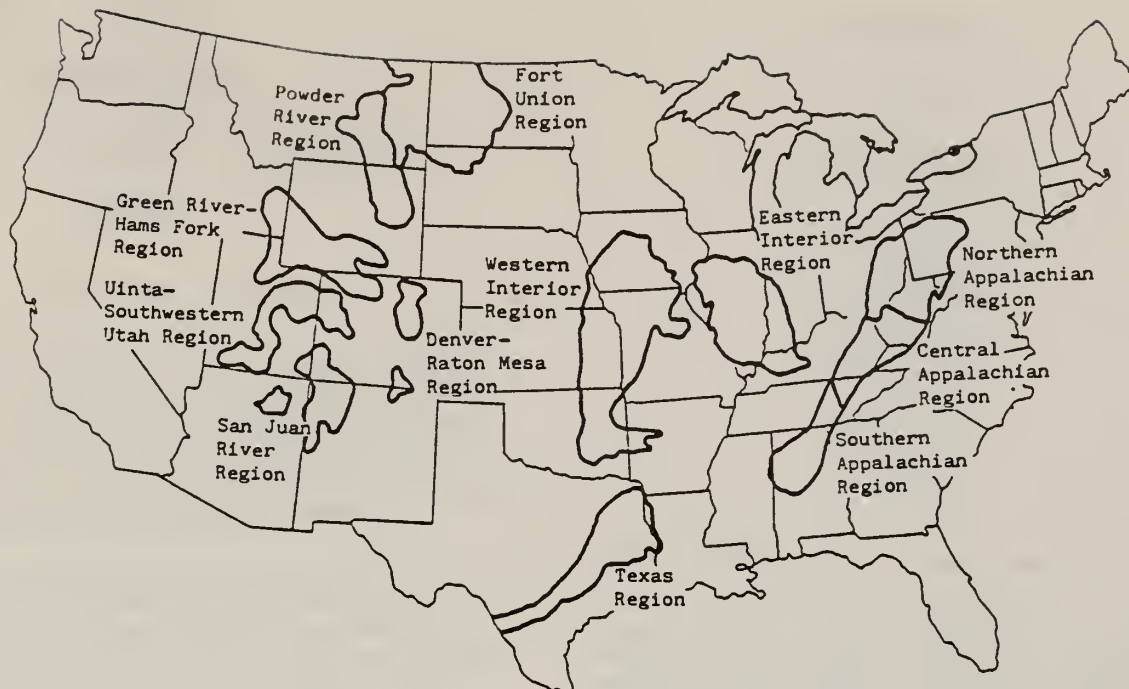 Powder
River
Region
Fort
Union
Region
Green River-
Hams Fork
Region
Eastern
Interior
Region
Northern
Appalachian
Region
Western
Interior
Region
Uinta-
Southwestern
Utah Region
Denver-
Raton Mesa
Region
Central
Appalachian
Region
San Juan
River
Region
Southern
Appalachian
Region
Texas
Region